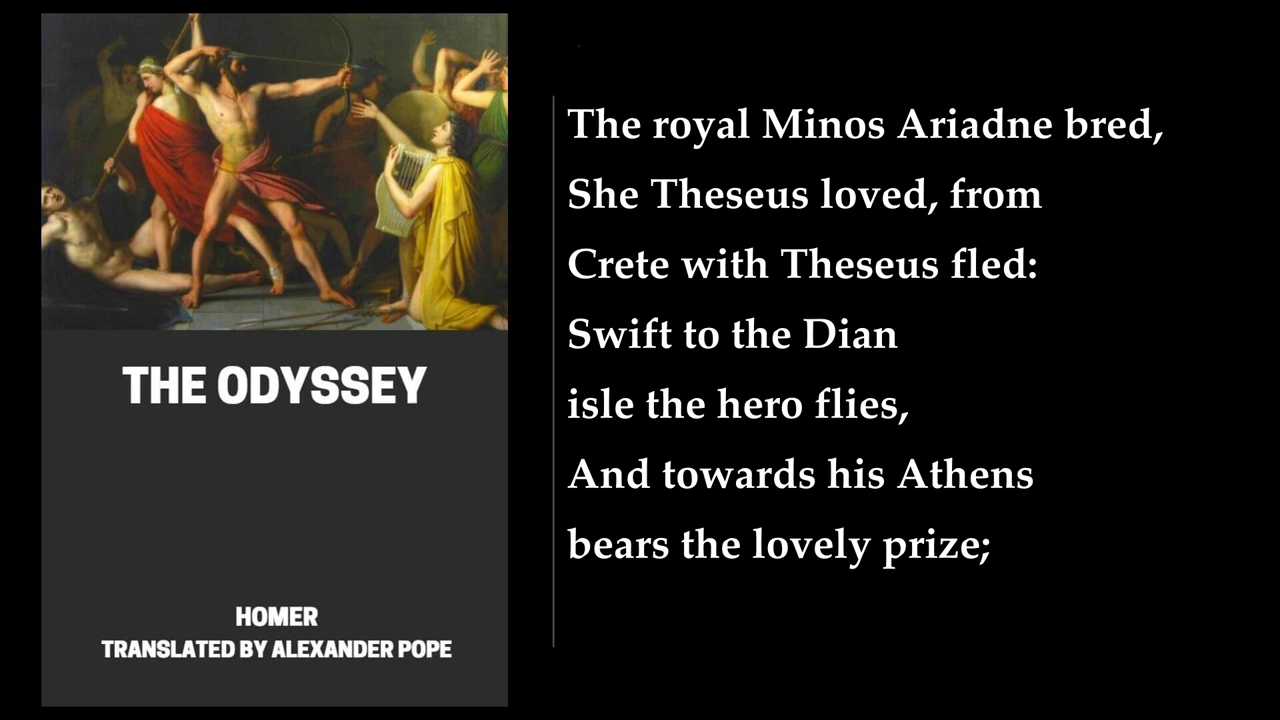 THE ODYSSEY
HOMER
TRANSLATED BY ALEXANDER POPE
The royal Minos Ariadne bred,
She Theseus loved, from
Crete with Theseus fled:
Swift to the Dian
isle the hero flies,
And towards his Athens
bears the lovely prize;